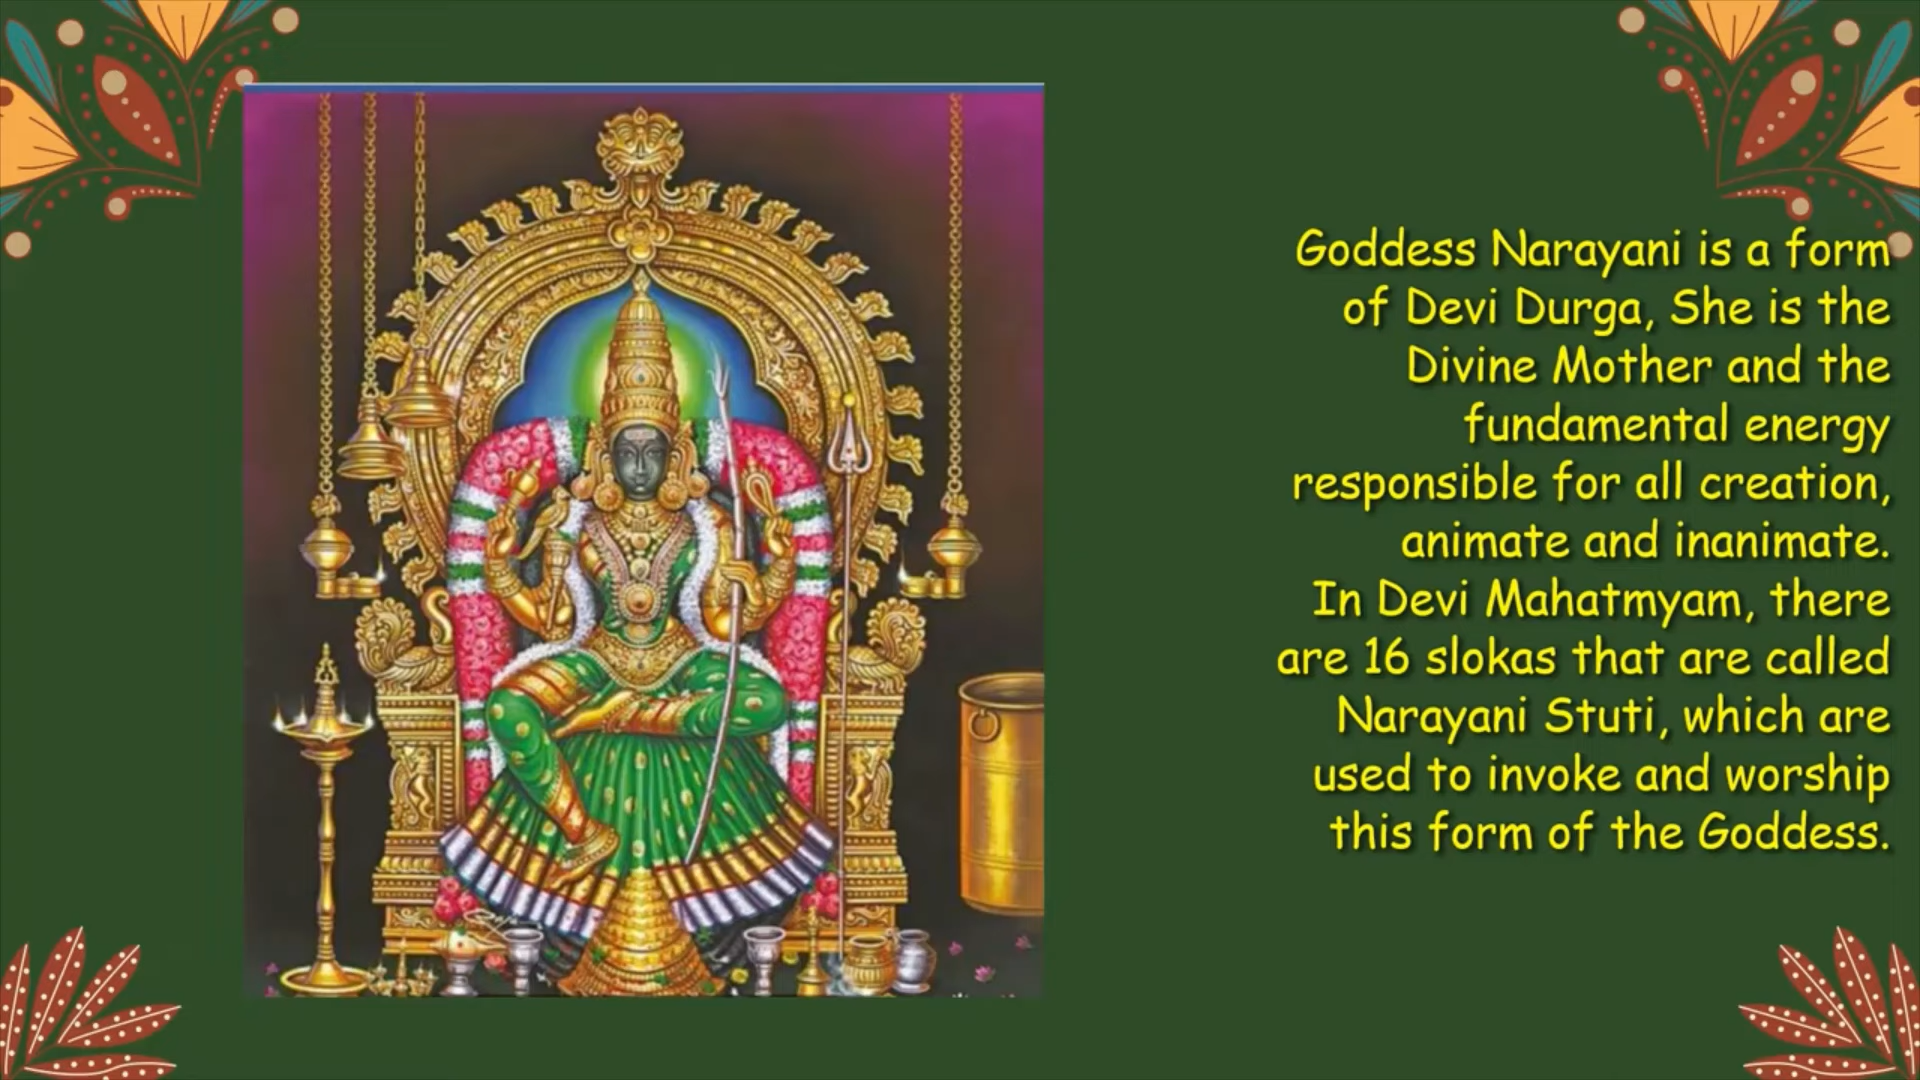 Goddess Narayani is a form
of Devi Durga, She is the
Divine Mother and the
fundamental energy
responsible for all creation,
animate and inanimate.
In Devi Mahatmyam, there
are 16 slokas that are called
Narayani Stuti, which are
used to invoke and worship
this form of the Goddess.